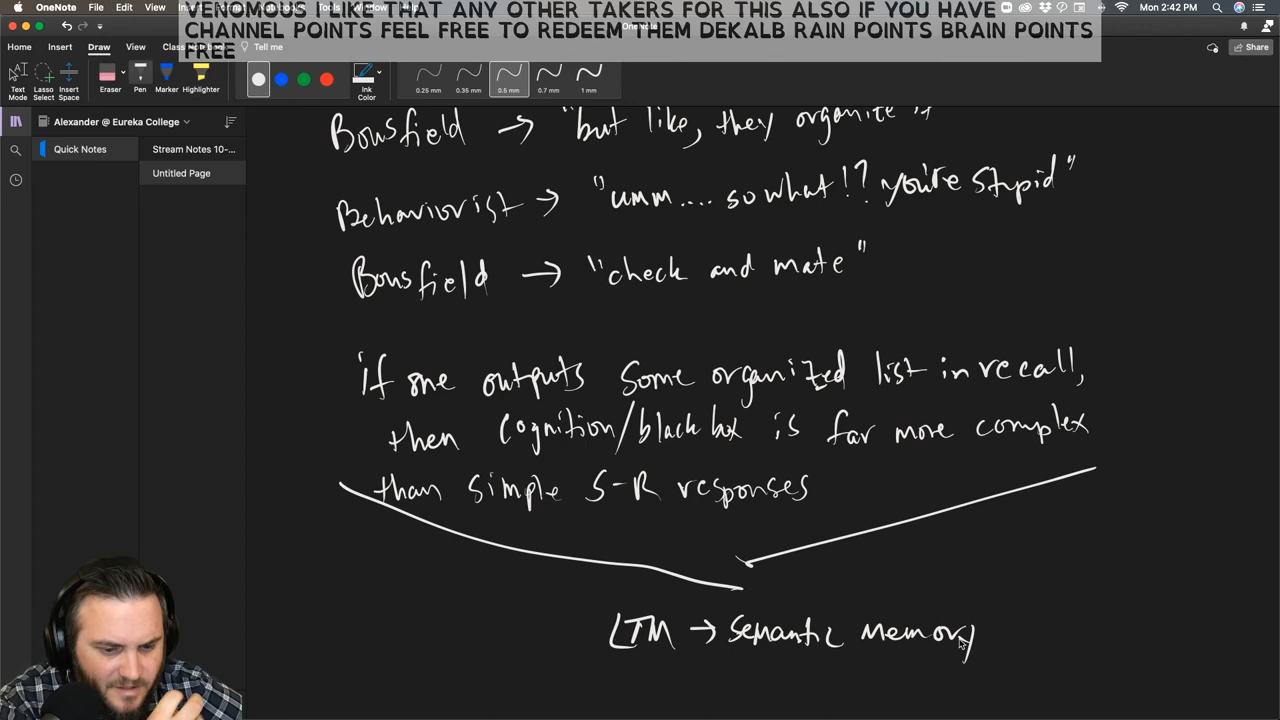 VENOMOUS I LIKE THAT ANY OTHER TAKERS FOR THIS ALSO IF YOU HAVE
CHANNEL POINTS FEEL FREE TO REDEEM THEM DEKALB RAIN POINTS BRAIN POINTS
FREE
OneNote File Edit View Mon 2:42 PM
Home Insert Draw View Class Notebook Tell me Share
Text Mode Lasso Select Insert Space Eraser Pen Marker Highlighter Ink Color 0.25 mm 0.35 mm 0.5 mm 0.7 mm 1 mm
Alexander @ Eureka College
Quick Notes Stream Notes 10-...
Untitled Page
Bousfield → "but like, they organize it
Behaviorist → "umm.... so what!? you're stupid"
Bousfield → "check and mate"
if one outputs some organized list in recall,
then cognition/black box is far more complex
than simple S-R responses
LTM → Semantic Memory